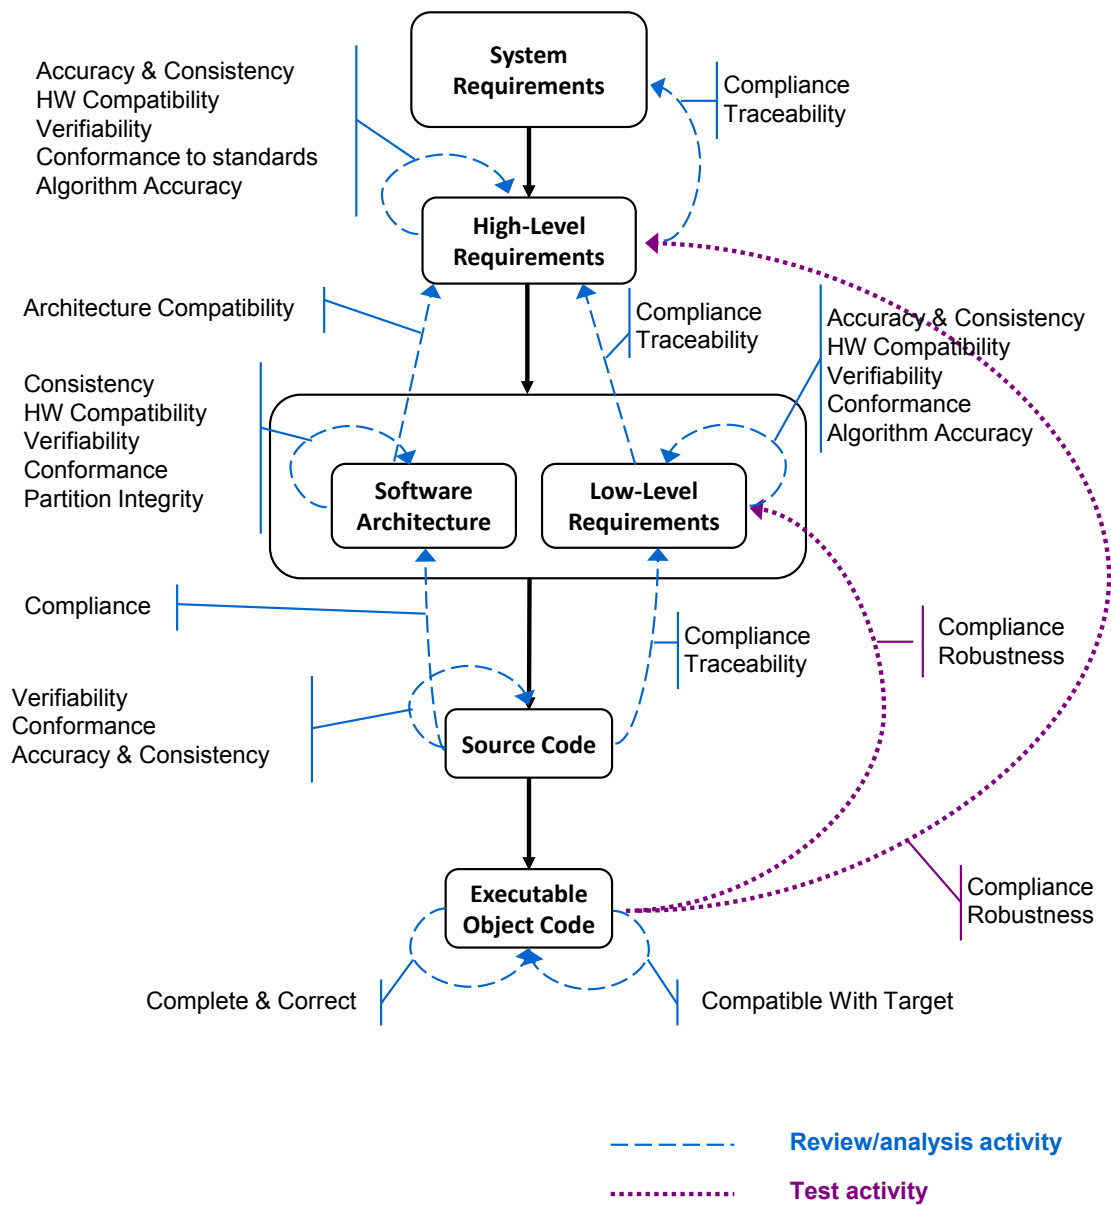 System
Requirements
Accuracy & Consistency
HW Compatibility
Verifiability
Conformance to standards
Algorithm Accuracy
Compliance
Traceability
High-Level
Requirements
Architecture Compatibility
Compliance
Traceability
Accuracy & Consistency
HW Compatibility
Verifiability
Conformance
Algorithm Accuracy
Consistency
HW Compatibility
Verifiability
Conformance
Partition Integrity
Software
Architecture
Low-Level
Requirements
Compliance
Compliance
Traceability
Compliance
Robustness
Verifiability
Conformance
Accuracy & Consistency
Source Code
Executable
Object Code
Compliance
Robustness
Complete & Correct
Compatible With Target
Review/analysis activity
Test activity